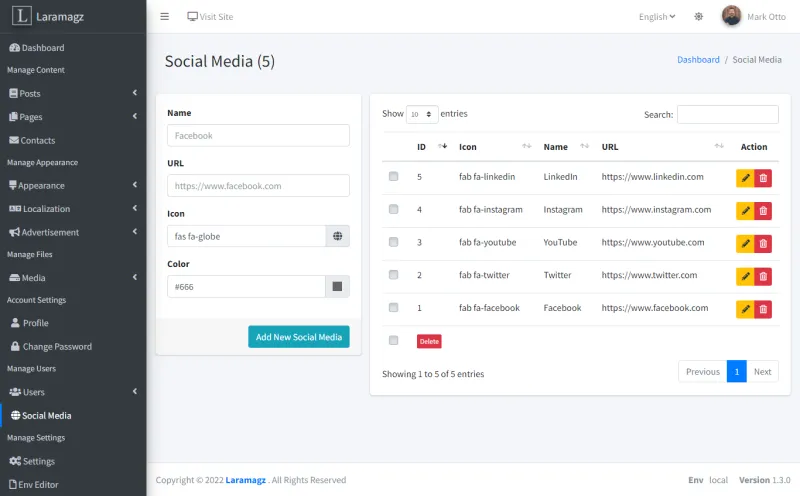 L Laramagz
Visit Site
English
Mark Otto
Dashboard
Manage Content
Posts
Pages
Contacts
Manage Appearance
Appearance
Localization
Advertisement
Manage Files
Media
Account Settings
Profile
Change Password
Manage Users
Users
Social Media
Manage Settings
Settings
Env Editor
Social Media (5)
Dashboard / Social Media
Name
Facebook
URL
https://www.facebook.com
Icon
fas fa-globe
Color
#666
Add New Social Media
Show 10 entries
Search:
ID Icon Name URL Action
5 fab fa-linkedin LinkedIn https://www.linkedin.com
4 fab fa-instagram Instagram https://www.instagram.com
3 fab fa-youtube YouTube https://www.youtube.com
2 fab fa-twitter Twitter https://www.twitter.com
1 fab fa-facebook Facebook https://www.facebook.com
Delete
Showing 1 to 5 of 5 entries
Previous 1 Next
Copyright © 2022 Laramagz . All Rights Reserved
Env local Version 1.3.0